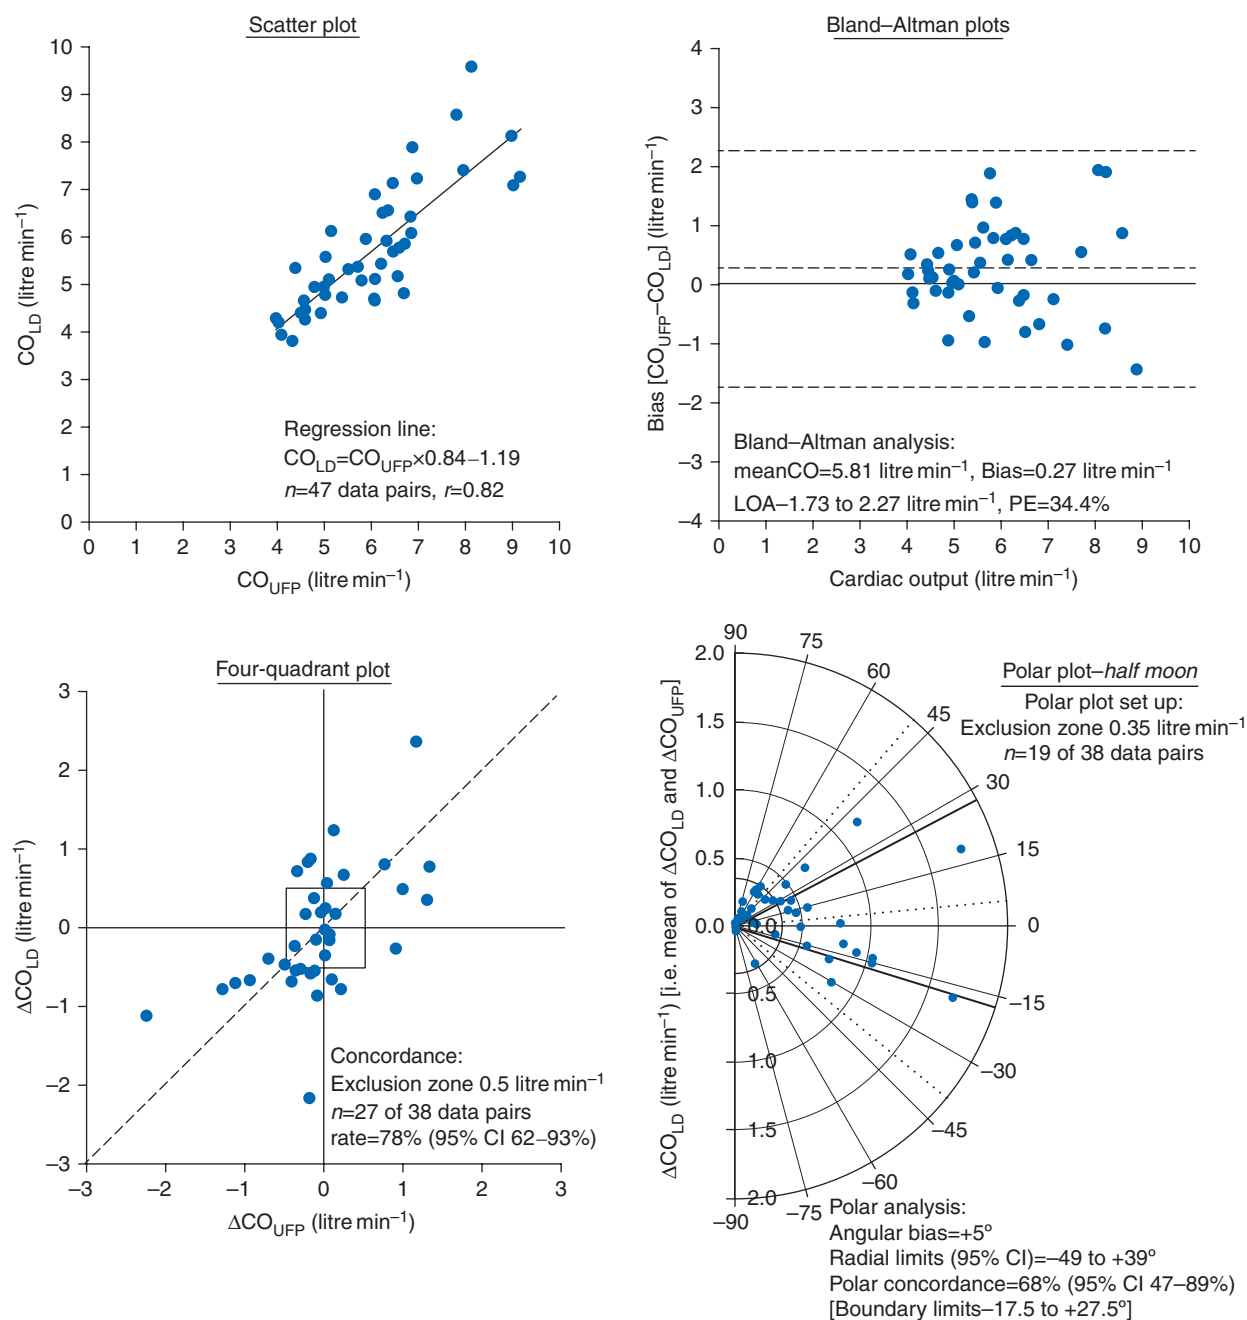 Scatter plot
10
9
8
7
6
5
4
3
2
1
0
CO_LD (litre min⁻¹)
Regression line:
CO_LD=CO_UFP×0.84–1.19
n=47 data pairs, r=0.82
0 1 2 3 4 5 6 7 8 9 10
CO_UFP (litre min⁻¹)
Bland–Altman plots
4
3
2
1
0
–1
–2
–3
–4
Bias [CO_UFP–CO_LD] (litre min⁻¹)
Bland–Altman analysis:
meanCO=5.81 litre min⁻¹, Bias=0.27 litre min⁻¹
LOA–1.73 to 2.27 litre min⁻¹, PE=34.4%
0 1 2 3 4 5 6 7 8 9 10
Cardiac output (litre min⁻¹)
Four-quadrant plot
3
2
1
0
–1
–2
–3
ΔCO_LD (litre min⁻¹)
Concordance:
Exclusion zone 0.5 litre min⁻¹
n=27 of 38 data pairs
rate=78% (95% CI 62–93%)
–3 –2 –1 0 1 2 3
ΔCO_UFP (litre min⁻¹)
Polar plot–half moon
Polar plot set up:
Exclusion zone 0.35 litre min⁻¹
n=19 of 38 data pairs
90
75
60
45
30
15
0
–15
–30
–45
–60
–75
–90
2.0
1.5
1.0
0.5
0.0
0.0
0.5
1.0
1.5
2.0
ΔCO_LD (litre min⁻¹) [i.e. mean of ΔCO_LD and ΔCO_UFP]
Polar analysis:
Angular bias=+5º
Radial limits (95% CI)=–49 to +39º
Polar concordance=68% (95% CI 47–89%)
[Boundary limits–17.5 to +27.5º]